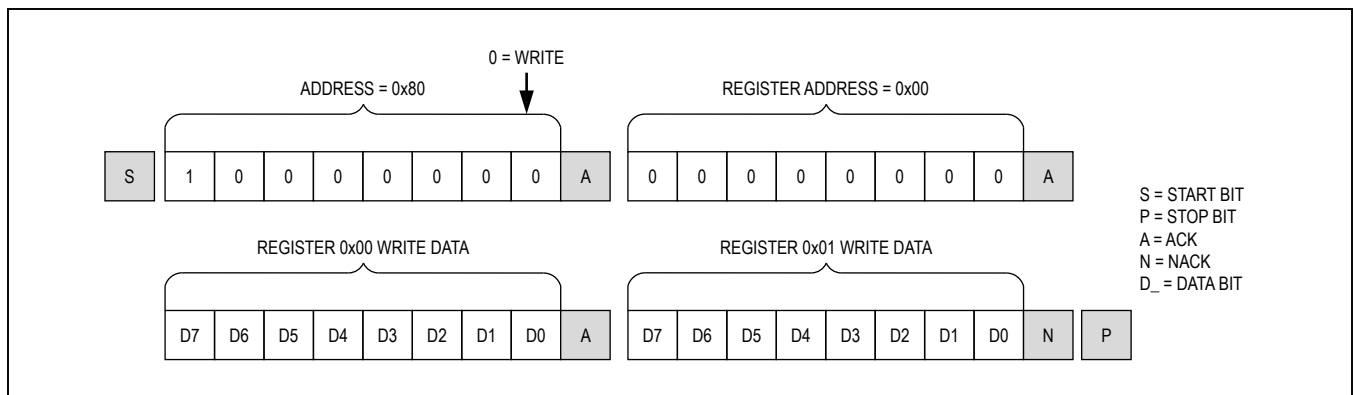 0 = WRITE
ADDRESS = 0x80
REGISTER ADDRESS = 0x00
S 1 0 0 0 0 0 0 0 A 0 0 0 0 0 0 0 0 A
REGISTER 0x00 WRITE DATA
REGISTER 0x01 WRITE DATA
D7 D6 D5 D4 D3 D2 D1 D0 A D7 D6 D5 D4 D3 D2 D1 D0 N P
S = START BIT
P = STOP BIT
A = ACK
N = NACK
D_ = DATA BIT